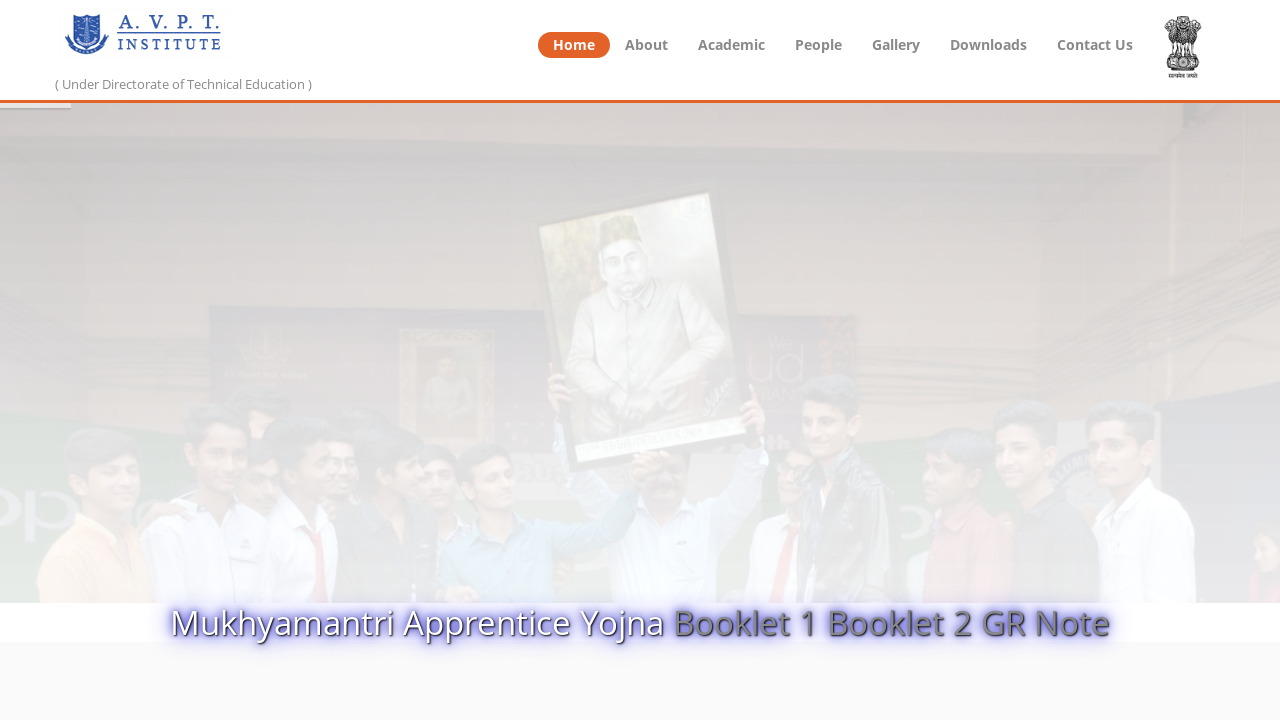 A. V. P. T.
INSTITUTE
( Under Directorate of Technical Education )
Home About Academic People Gallery Downloads Contact Us
सत्यमेव जयते
Mukhyamantri Apprentice Yojna Booklet 1 Booklet 2 GR Note